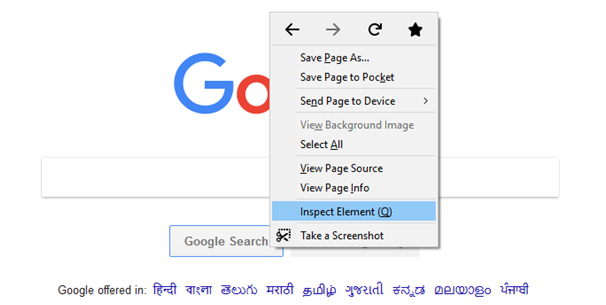 Go
Save Page As...
Save Page to Pocket
Send Page to Device
View Background Image
Select All
View Page Source
View Page Info
Inspect Element (Q)
Take a Screenshot
Google Search
Google offered in: हिन्दी বাংলা తెలుగు मराठी தமிழ் ગુજરાતી ಕನ್ನಡ മലയാളം ਪੰਜਾਬੀ